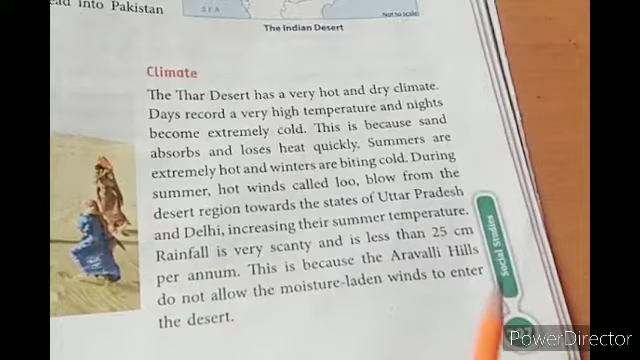 into Pakistan
SEA
Not to scale
The Indian Desert
Climate
The Thar Desert has a very hot and dry climate.
Days record a very high temperature and nights
become extremely cold. This is because sand
absorbs and loses heat quickly. Summers are
extremely hot and winters are biting cold. During
summer, hot winds called loo, blow from the
desert region towards the states of Uttar Pradesh
and Delhi, increasing their summer temperature.
Rainfall is very scanty and is less than 25 cm
per annum. This is because the Aravalli Hills
do not allow the moisture-laden winds to enter
the desert.
Social Studies
PowerDirector